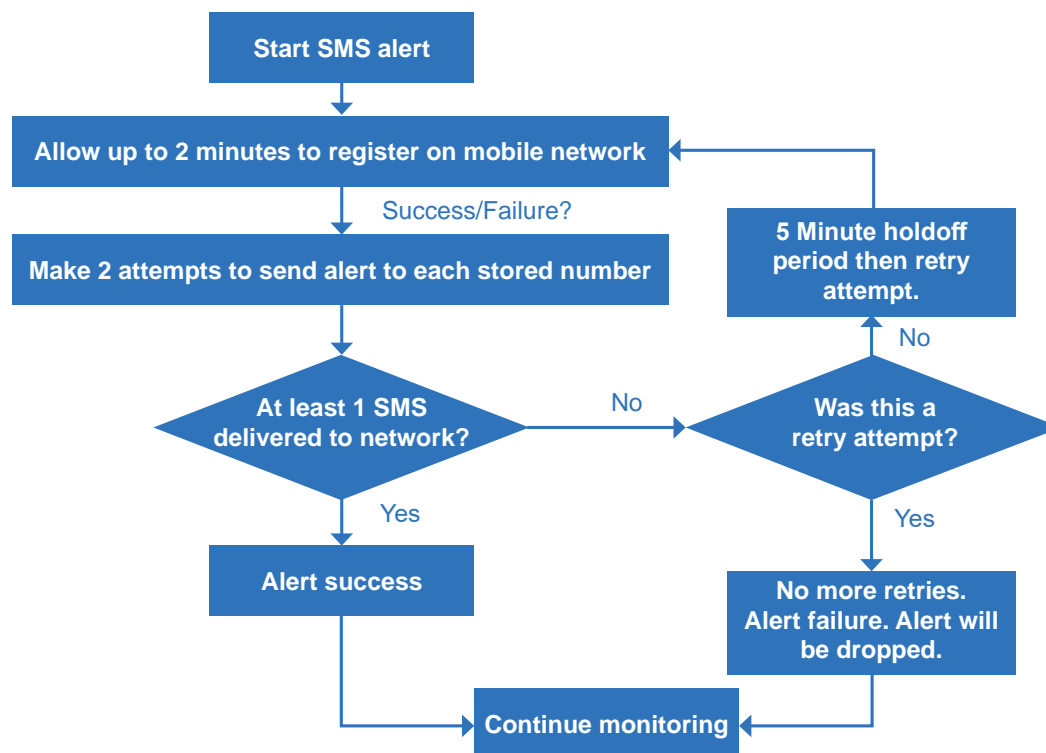 Start SMS alert
Allow up to 2 minutes to register on mobile network
Success/Failure?
Make 2 attempts to send alert to each stored number
5 Minute holdoff
period then retry
attempt.
No
At least 1 SMS
delivered to network?
No
Was this a
retry attempt?
Yes
Yes
Alert success
No more retries.
Alert failure. Alert will
be dropped.
Continue monitoring